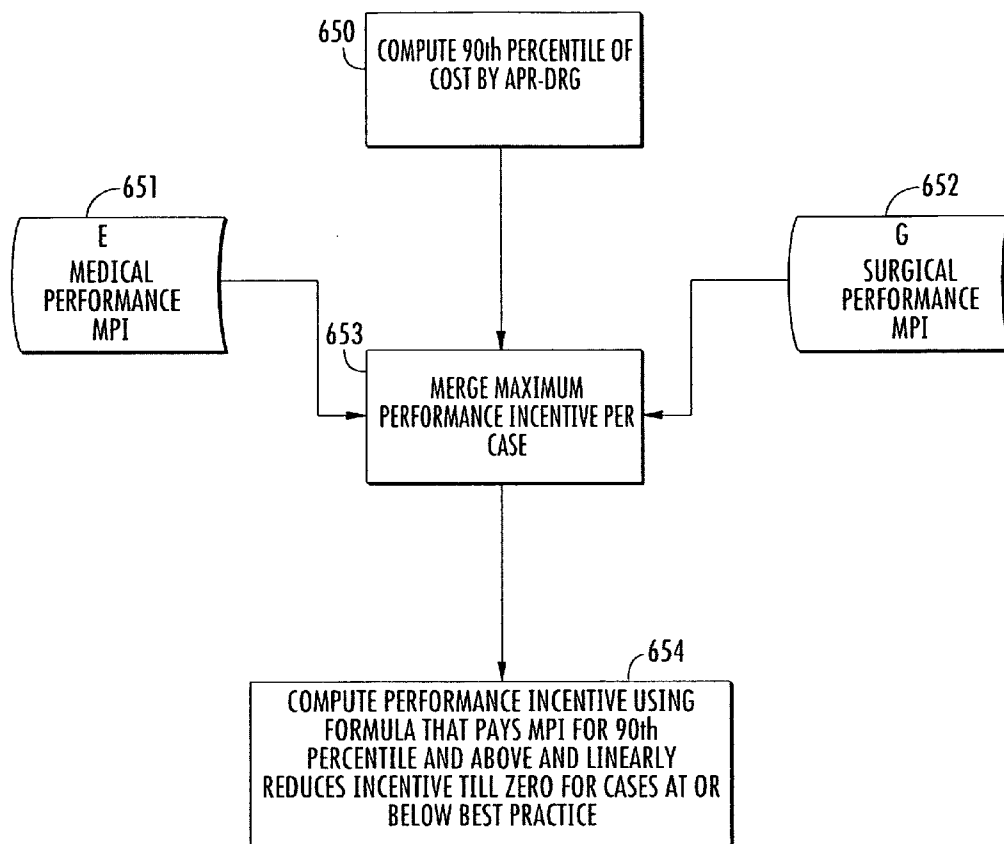 650
COMPUTE 90th PERCENTILE OF
COST BY APR-DRG
651
E
MEDICAL
PERFORMANCE
MPI
652
G
SURGICAL
PERFORMANCE
MPI
653
MERGE MAXIMUM
PERFORMANCE INCENTIVE PER
CASE
654
COMPUTE PERFORMANCE INCENTIVE USING
FORMULA THAT PAYS MPI FOR 90th
PERCENTILE AND ABOVE AND LINEARLY
REDUCES INCENTIVE TILL ZERO FOR CASES AT OR
BELOW BEST PRACTICE